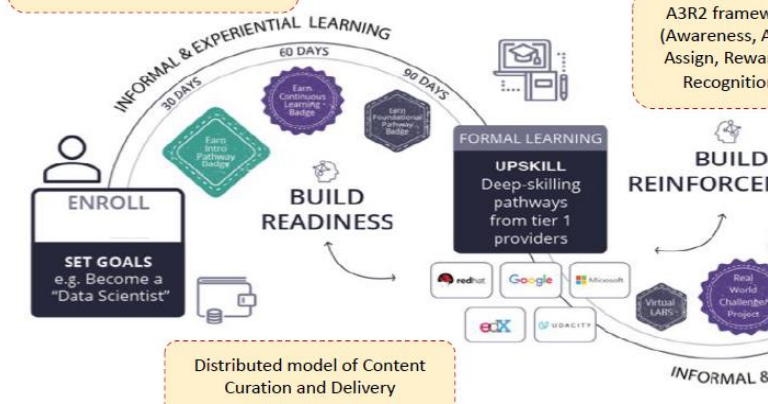 INFORMAL & EXPERIENTIAL LEARNING
30 DAYS
60 DAYS
90 DAYS
Earn
Intro
Pathway
Badge
Earn
Continuous
Learning -
Badge
Earn
Foundational
Pathway
Badge
ENROLL
SET GOALS
e.g. Become a
"Data Scientist"
BUILD
READINESS
FORMAL LEARNING
UPSKILL
Deep-skilling
pathways
from tier 1
providers
redhat
Google
Microsoft
edX
UDACITY
A3R2 framew
(Awareness, A
Assign, Rewar
Recognition
BUILD
REINFORCE
Virtual
LABS
Real
World
Challenge/
Project
INFORMAL &
Distributed model of Content
Curation and Delivery